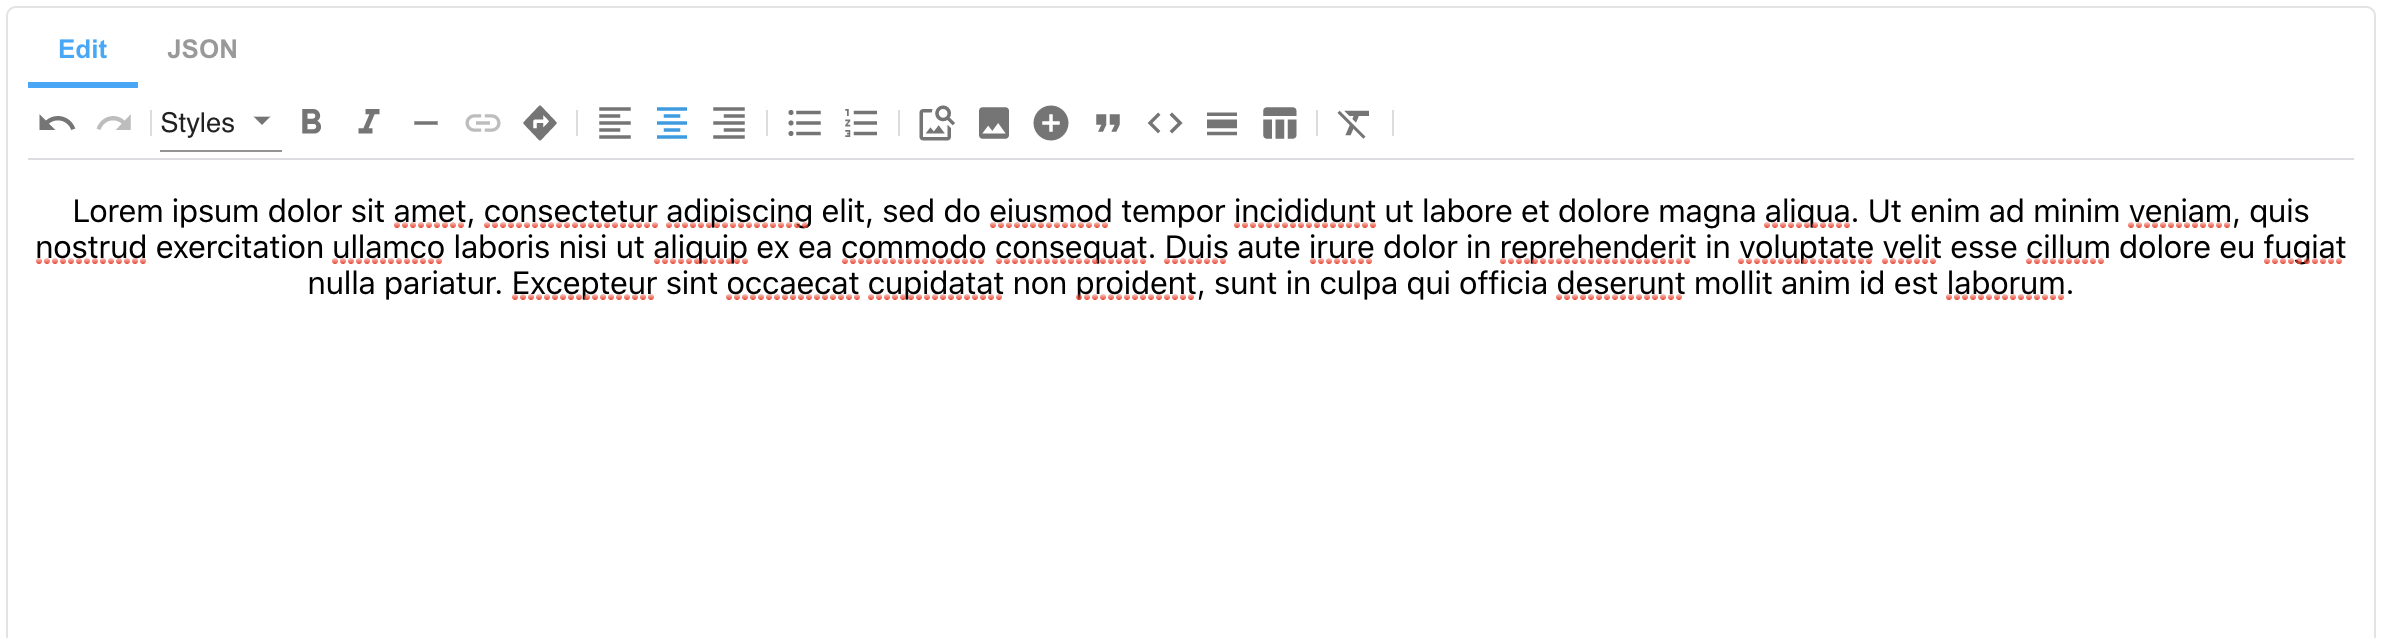 Edit JSON
Styles
Lorem ipsum dolor sit amet, consectetur adipiscing elit, sed do eiusmod tempor incididunt ut labore et dolore magna aliqua. Ut enim ad minim veniam, quis
nostrud exercitation ullamco laboris nisi ut aliquip ex ea commodo consequat. Duis aute irure dolor in reprehenderit in voluptate velit esse cillum dolore eu fugiat
nulla pariatur. Excepteur sint occaecat cupidatat non proident, sunt in culpa qui officia deserunt mollit anim id est laborum.